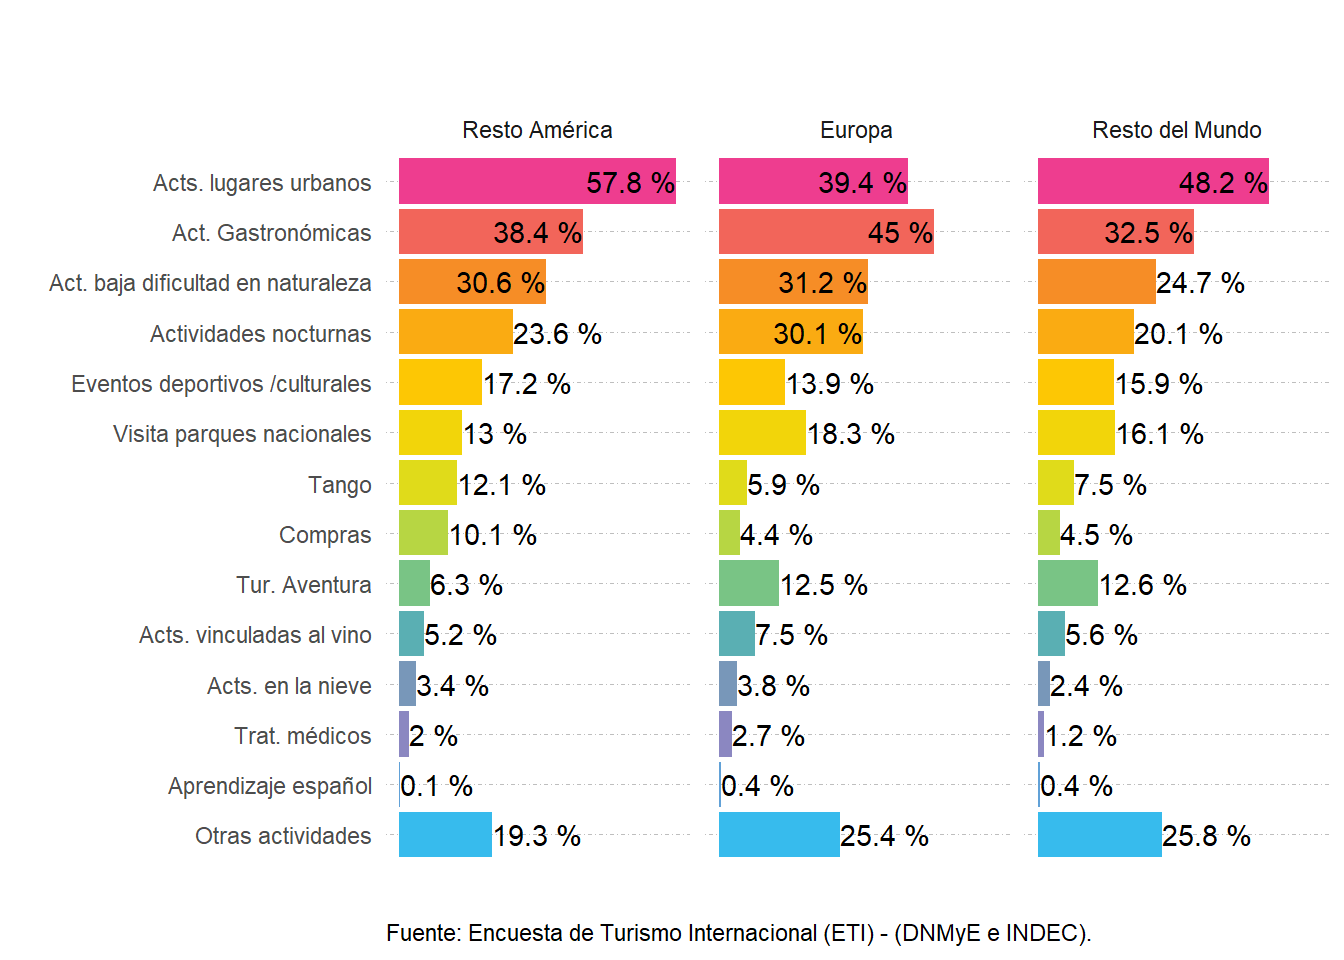 Resto América Europa Resto del Mundo
Acts. lugares urbanos 57.8 % 39.4 % 48.2 %
Act. Gastronómicas 38.4 % 45 % 32.5 %
Act. baja dificultad en naturaleza 30.6 % 31.2 % 24.7 %
Actividades nocturnas 23.6 % 30.1 % 20.1 %
Eventos deportivos /culturales 17.2 % 13.9 % 15.9 %
Visita parques nacionales 13 % 18.3 % 16.1 %
Tango 12.1 % 5.9 % 7.5 %
Compras 10.1 % 4.4 % 4.5 %
Tur. Aventura 6.3 % 12.5 % 12.6 %
Acts. vinculadas al vino 5.2 % 7.5 % 5.6 %
Acts. en la nieve 3.4 % 3.8 % 2.4 %
Trat. médicos 2 % 2.7 % 1.2 %
Aprendizaje español 0.1 % 0.4 % 0.4 %
Otras actividades 19.3 % 25.4 % 25.8 %
Fuente: Encuesta de Turismo Internacional (ETI) - (DNMyE e INDEC).